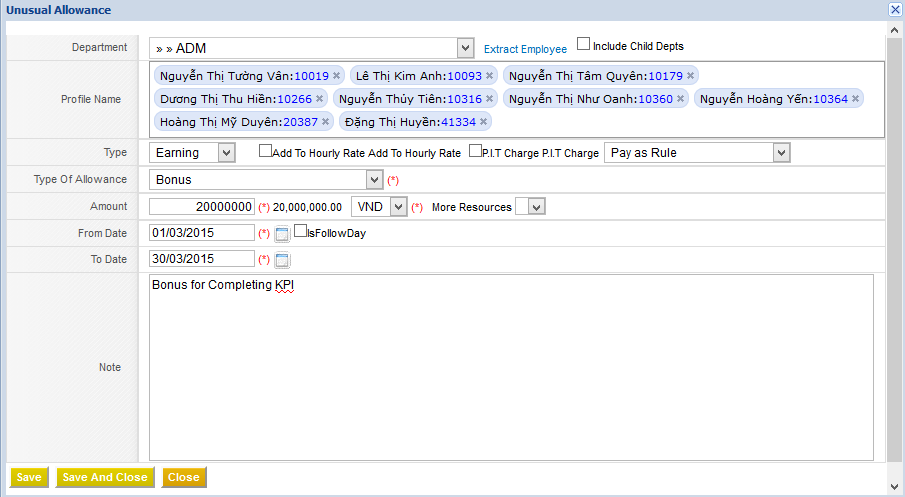 Unusual Allowance
Department » » ADM Extract Employee Include Child Depts
Profile Name
Nguyễn Thị Tường Vân:10019 × Lê Thị Kim Anh:10093 × Nguyễn Thị Tâm Quyên:10179 ×
Dương Thị Thu Hiền:10266 × Nguyễn Thủy Tiên:10316 × Nguyễn Thị Như Oanh:10360 × Nguyễn Hoàng Yến:10364 ×
Hoàng Thị Mỹ Duyên:20387 × Đặng Thị Huyền:41334 ×
Type Earning Add To Hourly Rate Add To Hourly Rate P.I.T Charge P.I.T Charge Pay as Rule
Type Of Allowance Bonus (*)
Amount 20000000 (*) 20,000,000.00 VND (*) More Resources
From Date 01/03/2015 (*) IsFollowDay
To Date 30/03/2015 (*)
Bonus for Completing KPI
Note
Save Save And Close Close